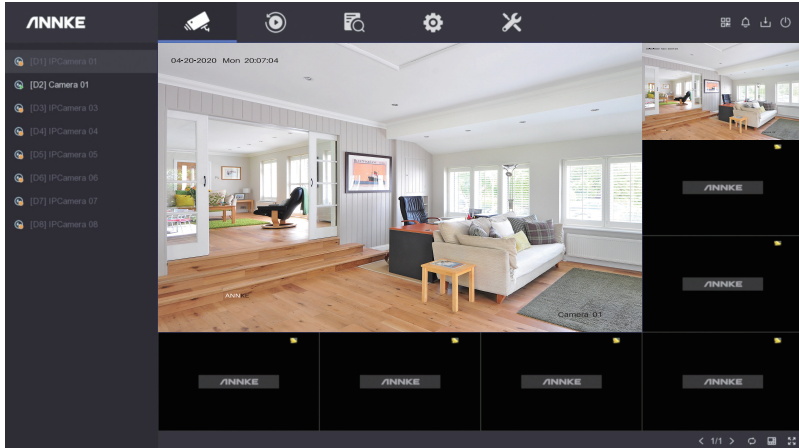 ANNKE
[D1] IPCamera 01
[D2] Camera 01
[D3] IPCamera 03
[D4] IPCamera 04
[D5] IPCamera 05
[D6] IPCamera 06
[D7] IPCamera 07
[D8] IPCamera 08
04-20-2020 Mon 20:07:04
ANNKE
Camera 01
ANNKE
ANNKE
ANNKE
ANNKE
ANNKE
ANNKE
1/1